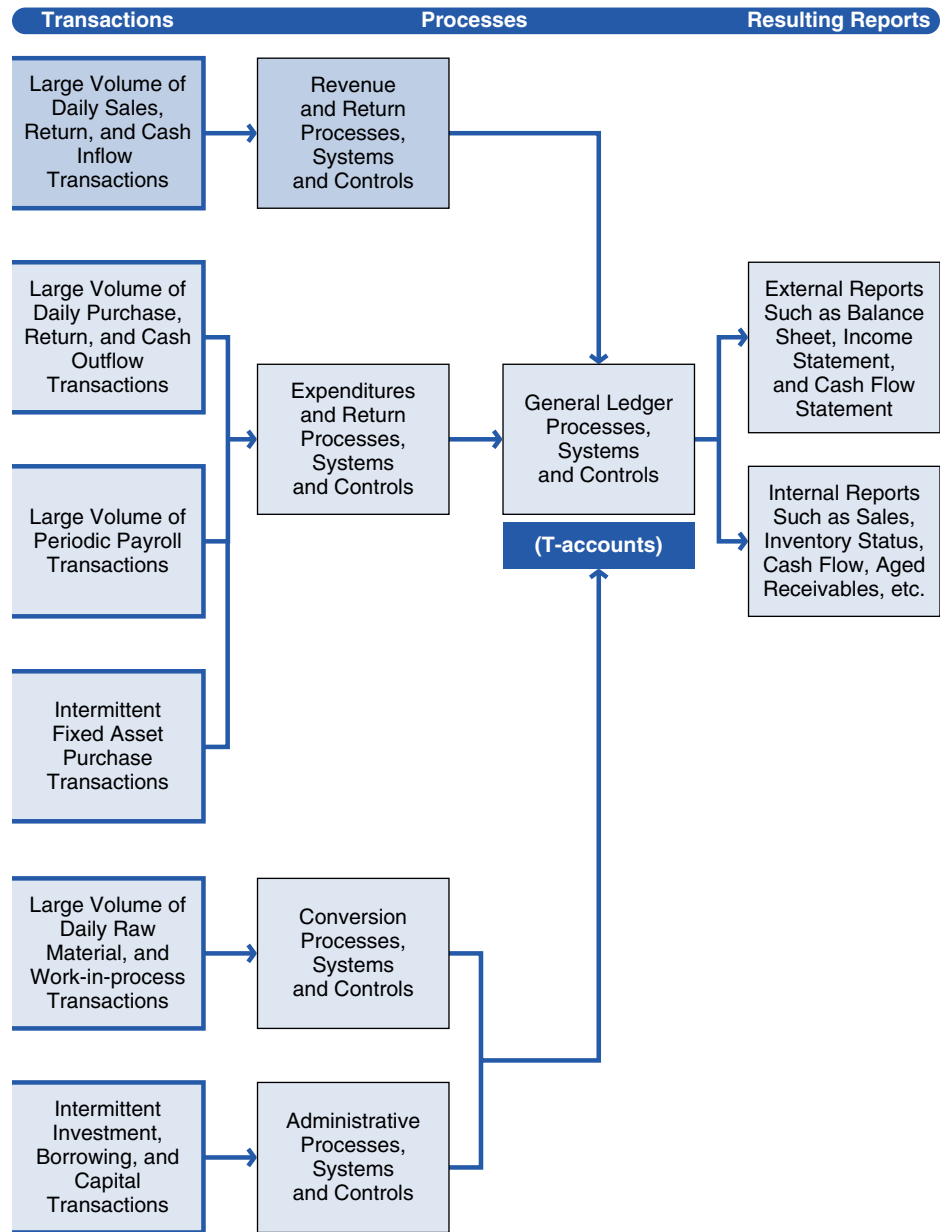 Transactions
Processes
Resulting Reports
Large Volume of
Daily Sales,
Return, and Cash
Inflow
Transactions
Revenue
and Return
Processes,
Systems
and Controls
Large Volume of
Daily Purchase,
Return, and Cash
Outflow
Transactions
Expenditures
and Return
Processes,
Systems
and Controls
General Ledger
Processes,
Systems
and Controls
(T-accounts)
External Reports
Such as Balance
Sheet, Income
Statement,
and Cash Flow
Statement
Internal Reports
Such as Sales,
Inventory Status,
Cash Flow, Aged
Receivables, etc.
Large Volume of
Periodic Payroll
Transactions
Intermittent
Fixed Asset
Purchase
Transactions
Large Volume of
Daily Raw
Material, and
Work-in-process
Transactions
Conversion
Processes,
Systems
and Controls
Intermittent
Investment,
Borrowing, and
Capital
Transactions
Administrative
Processes,
Systems
and Controls